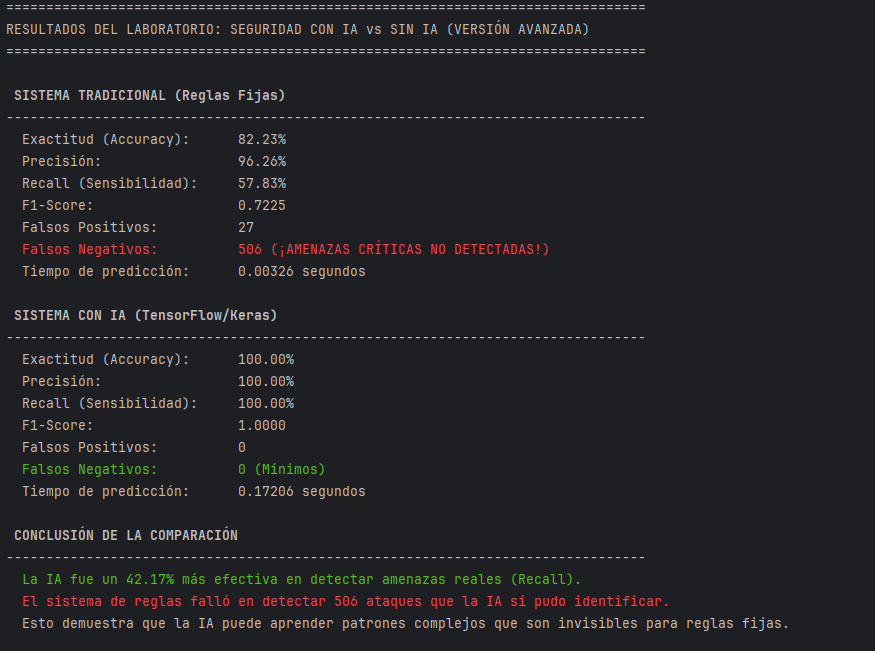 ================================================================================
RESULTADOS DEL LABORATORIO: SEGURIDAD CON IA vs SIN IA (VERSIÓN AVANZADA)
================================================================================
SISTEMA TRADICIONAL (Reglas Fijas)
--------------------------------------------------------------------------------
Exactitud (Accuracy): 82.23%
Precisión: 96.26%
Recall (Sensibilidad): 57.83%
F1-Score: 0.7225
Falsos Positivos: 27
Falsos Negativos: 506 (¡AMENAZAS CRÍTICAS NO DETECTADAS!)
Tiempo de predicción: 0.00326 segundos
SISTEMA CON IA (TensorFlow/Keras)
--------------------------------------------------------------------------------
Exactitud (Accuracy): 100.00%
Precisión: 100.00%
Recall (Sensibilidad): 100.00%
F1-Score: 1.0000
Falsos Positivos: 0
Falsos Negativos: 0 (Mínimos)
Tiempo de predicción: 0.17206 segundos
CONCLUSIÓN DE LA COMPARACIÓN
--------------------------------------------------------------------------------
La IA fue un 42.17% más efectiva en detectar amenazas reales (Recall).
El sistema de reglas falló en detectar 506 ataques que la IA sí pudo identificar.
Esto demuestra que la IA puede aprender patrones complejos que son invisibles para reglas fijas.